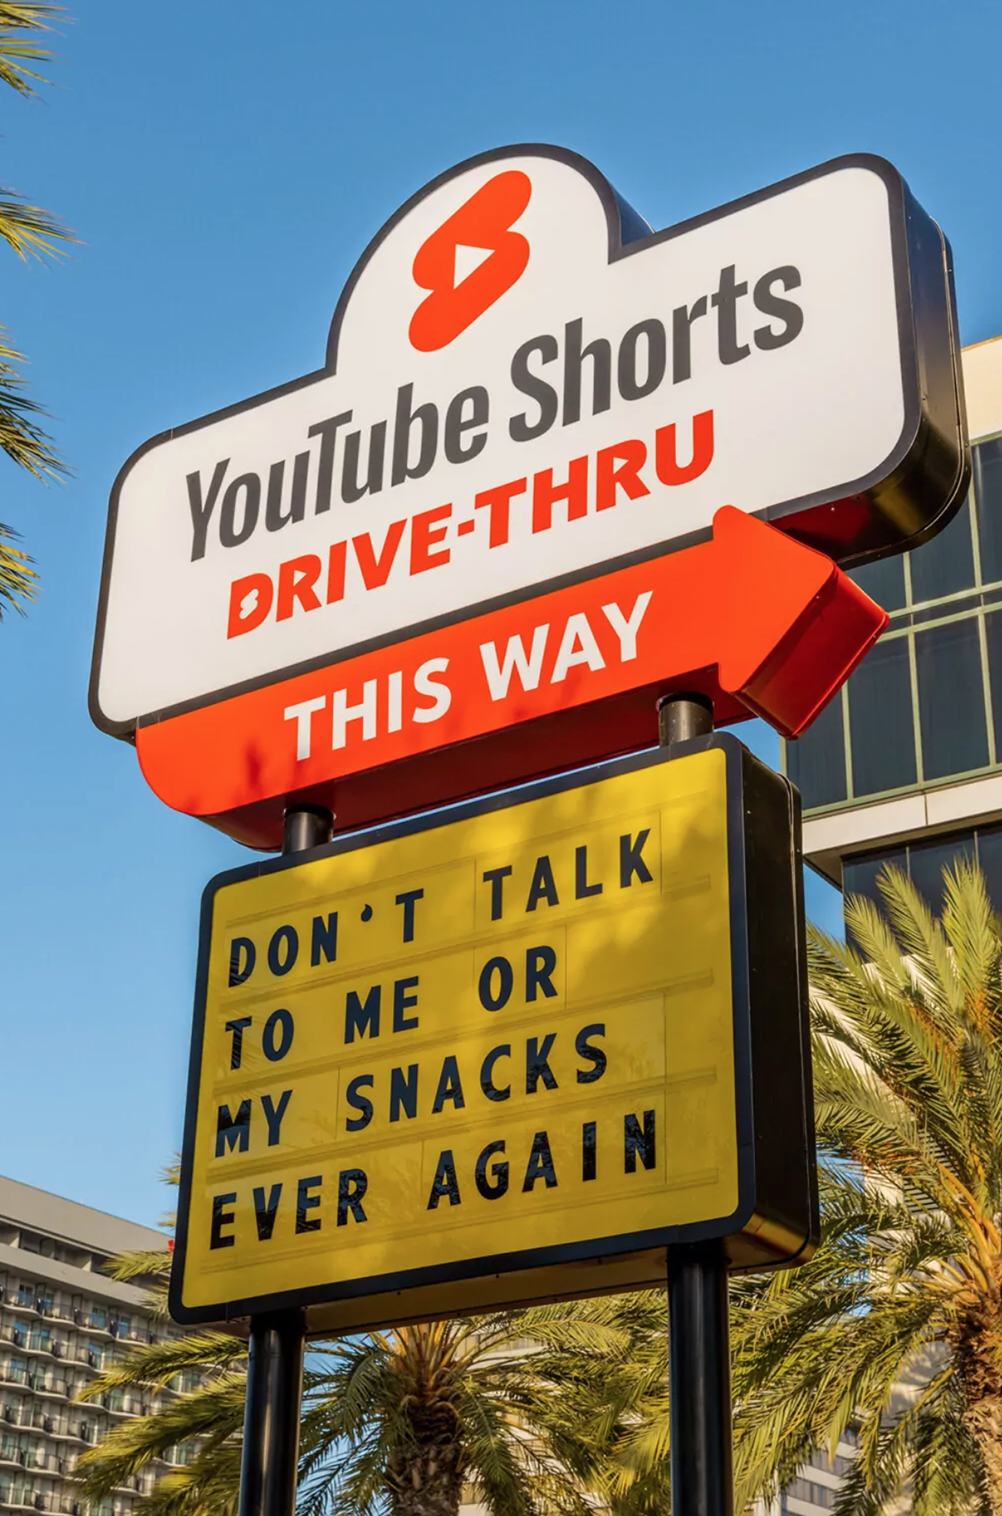 YouTube Shorts
DRIVE-THRU
THIS WAY
DON'T TALK
TO ME OR
MY SNACKS
EVER AGAIN